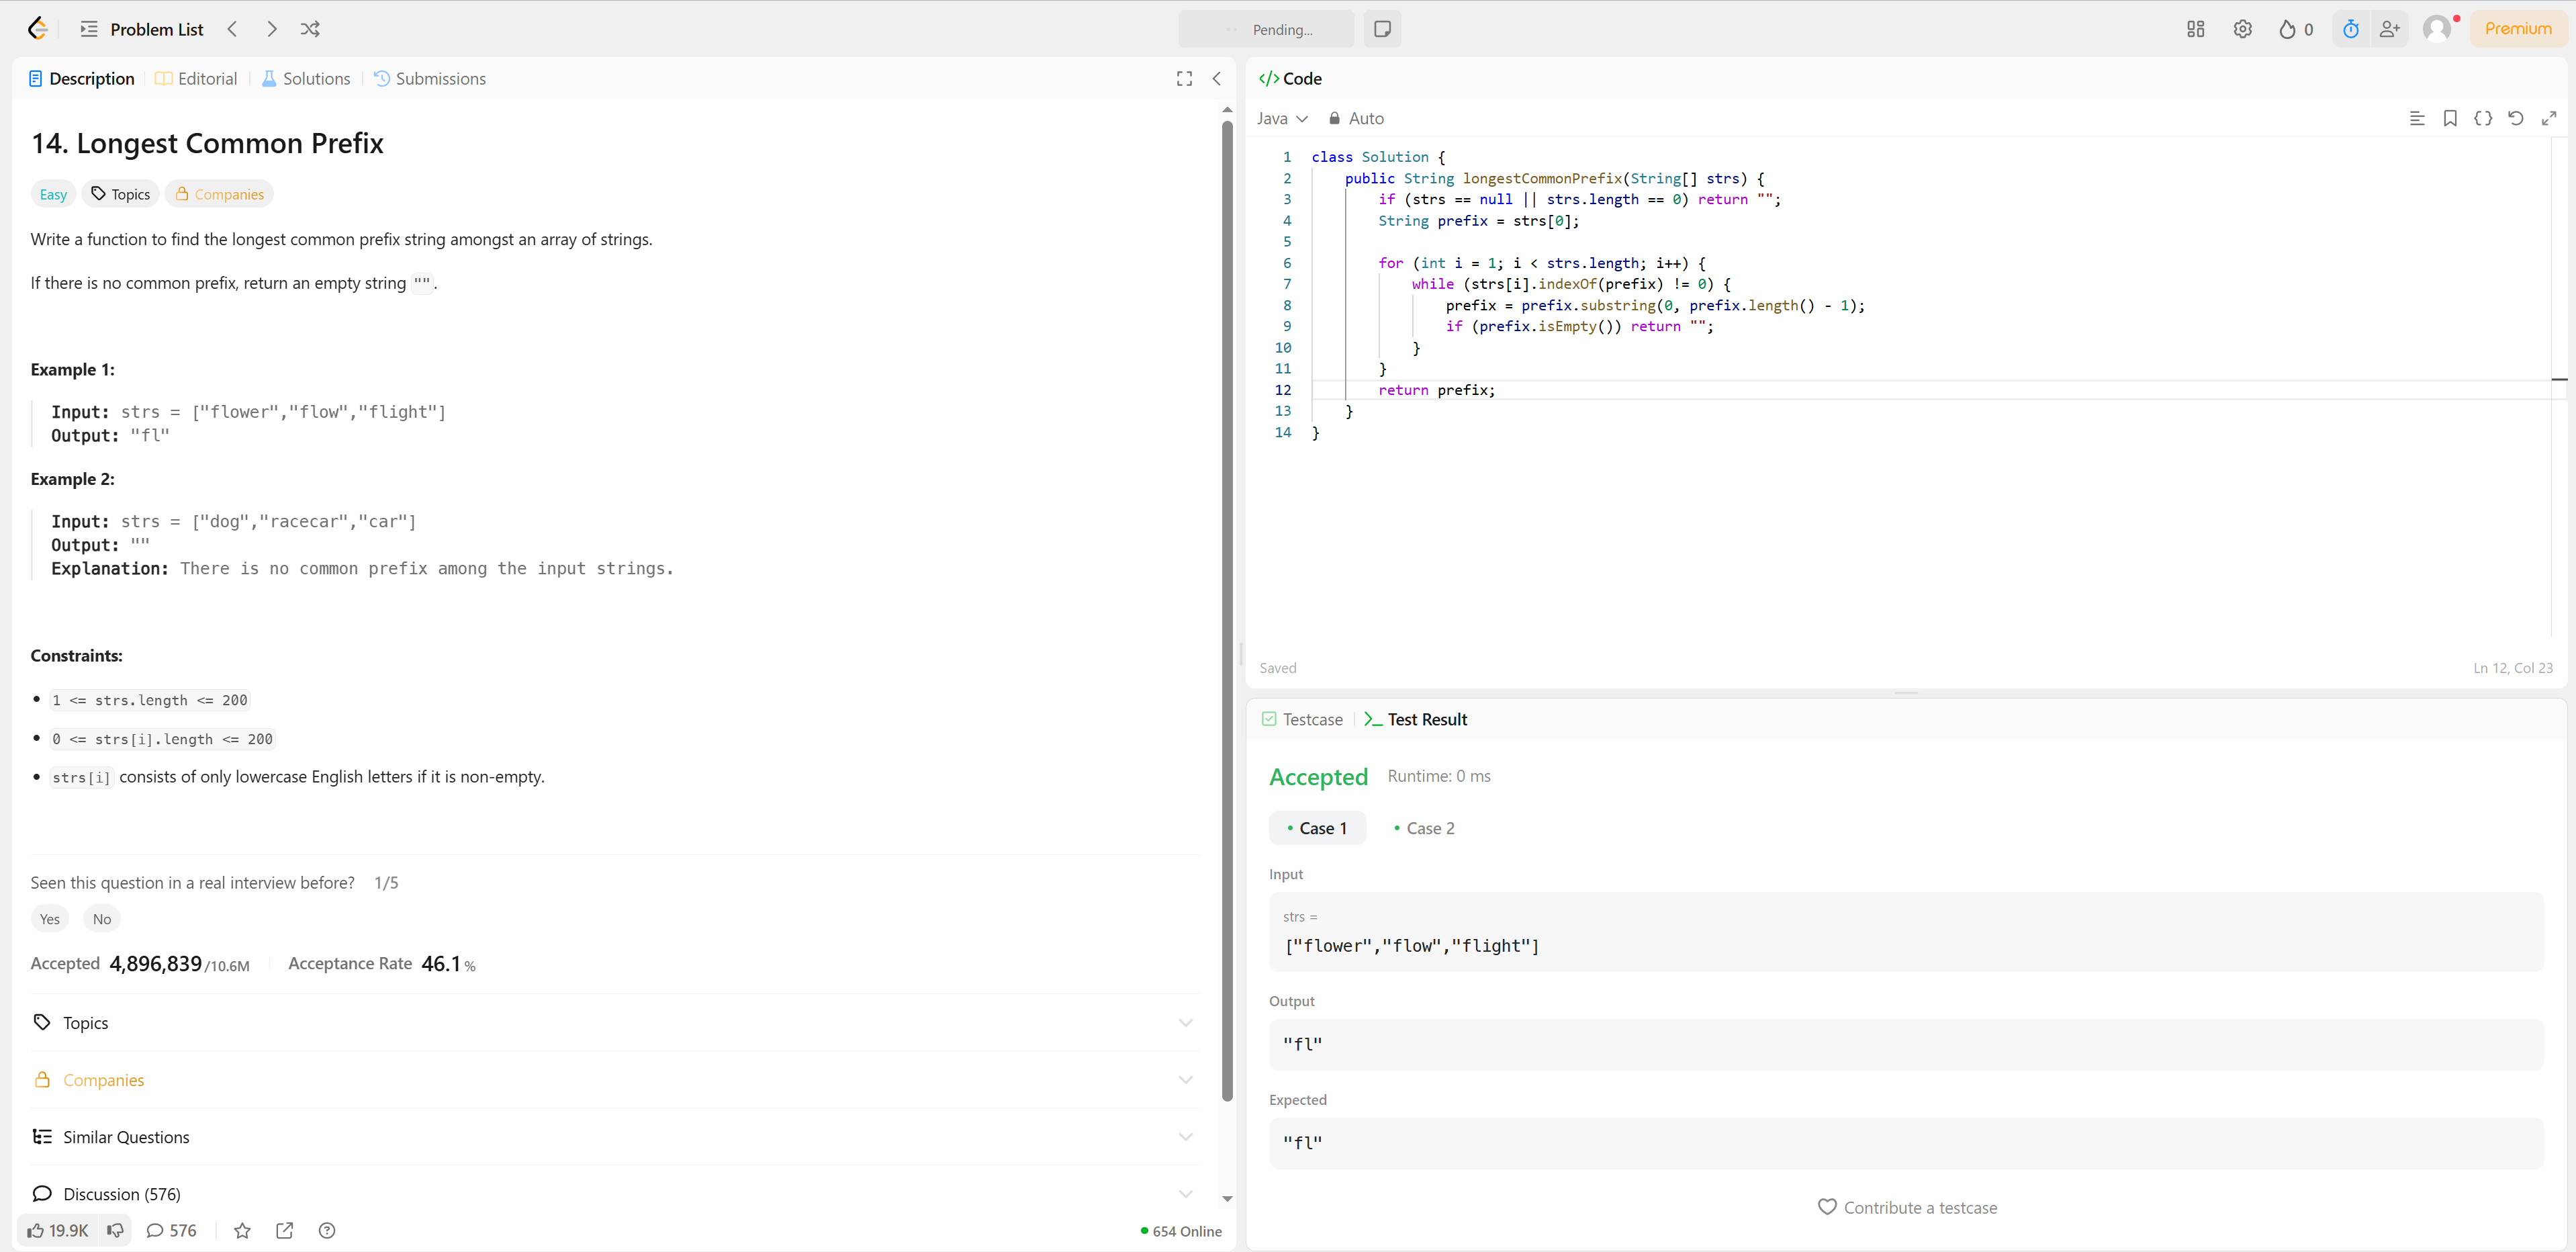 Problem List
Pending...
0
Premium
Description
Editorial
Solutions
Submissions
14. Longest Common Prefix
Easy
Topics
Companies
Write a function to find the longest common prefix string amongst an array of strings.
If there is no common prefix, return an empty string "".
Example 1:
Input: strs = ["flower","flow","flight"]
Output: "fl"
Example 2:
Input: strs = ["dog","racecar","car"]
Output: ""
Explanation: There is no common prefix among the input strings.
Constraints:
1 <= strs.length <= 200
0 <= strs[i].length <= 200
strs[i] consists of only lowercase English letters if it is non-empty.
Seen this question in a real interview before? 1/5
Yes
No
Accepted 4,896,839/10.6M
Acceptance Rate 46.1%
Topics
Companies
Similar Questions
Discussion (576)
19.9K
576
654 Online
</> Code
Java
Auto
1 class Solution {
2 public String longestCommonPrefix(String[] strs) {
3 if (strs == null || strs.length == 0) return "";
4 String prefix = strs[0];
5
6 for (int i = 1; i < strs.length; i++) {
7 while (strs[i].indexOf(prefix) != 0) {
8 prefix = prefix.substring(0, prefix.length() - 1);
9 if (prefix.isEmpty()) return "";
10 }
11 }
12 return prefix;
13 }
14 }
Saved
Ln 12, Col 23
Testcase
Test Result
Accepted
Runtime: 0 ms
Case 1
Case 2
Input
strs =
["flower","flow","flight"]
Output
"fl"
Expected
"fl"
Contribute a testcase